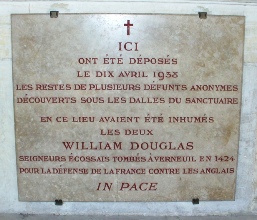 ICI
ONT ÉTÉ DÉPOSÉS
LE DIX AVRIL 1933
LES RESTES DE PLUSIEURS DEFUNTS ANONYMES
DÉCOUVERTS SOUS LES DALLES DU SANCTUAIRE
EN CE LIEU AVAIENT ÉTÉ INHUMÉS
LES DEUX
WILLIAM DOUGLAS
SEIGNEURS ÉCOSSAIS TOMBÉS À VERNEUIL EN 1424
POUR LA DÉFENSE DE LA FRANCE CONTRE LES ANGLAIS
IN PACE